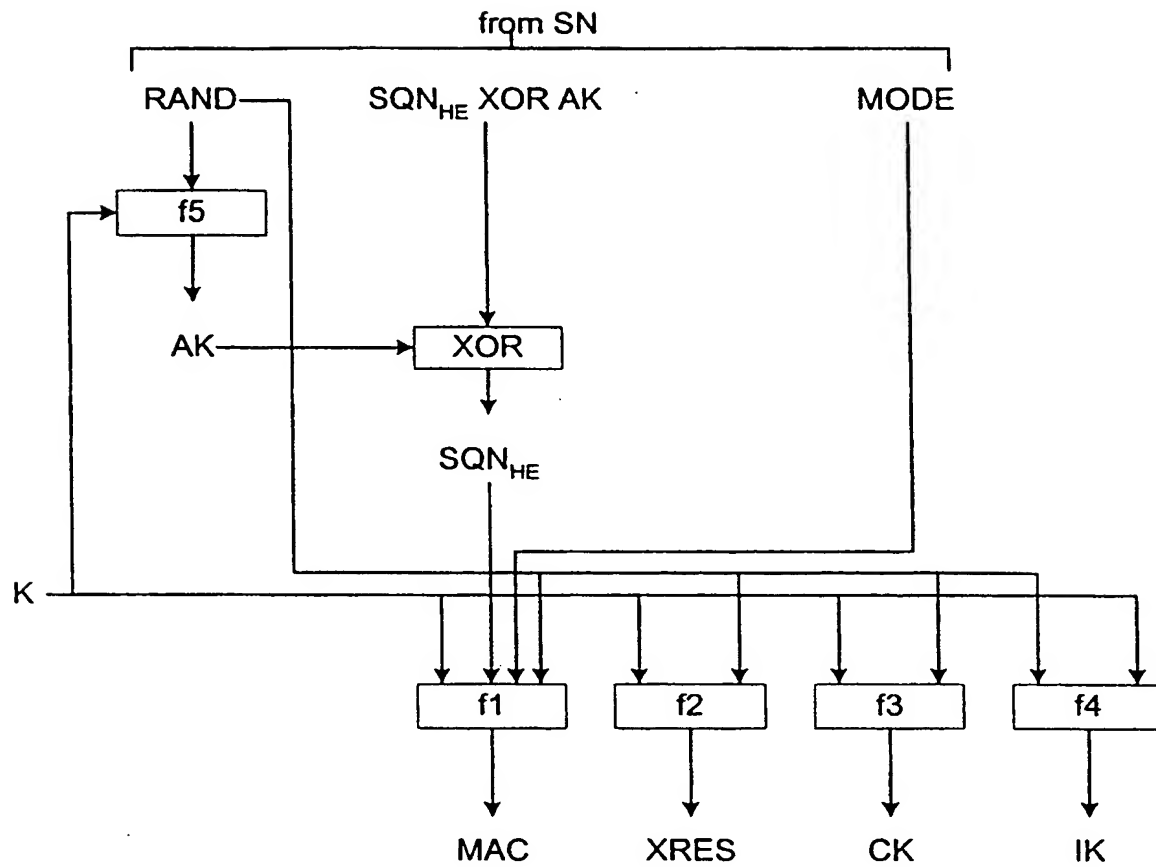 from SN
RAND
SQN_HE XOR AK
MODE
f5
AK
XOR
SQN_HE
K
f1
f2
f3
f4
MAC
XRES
CK
IK